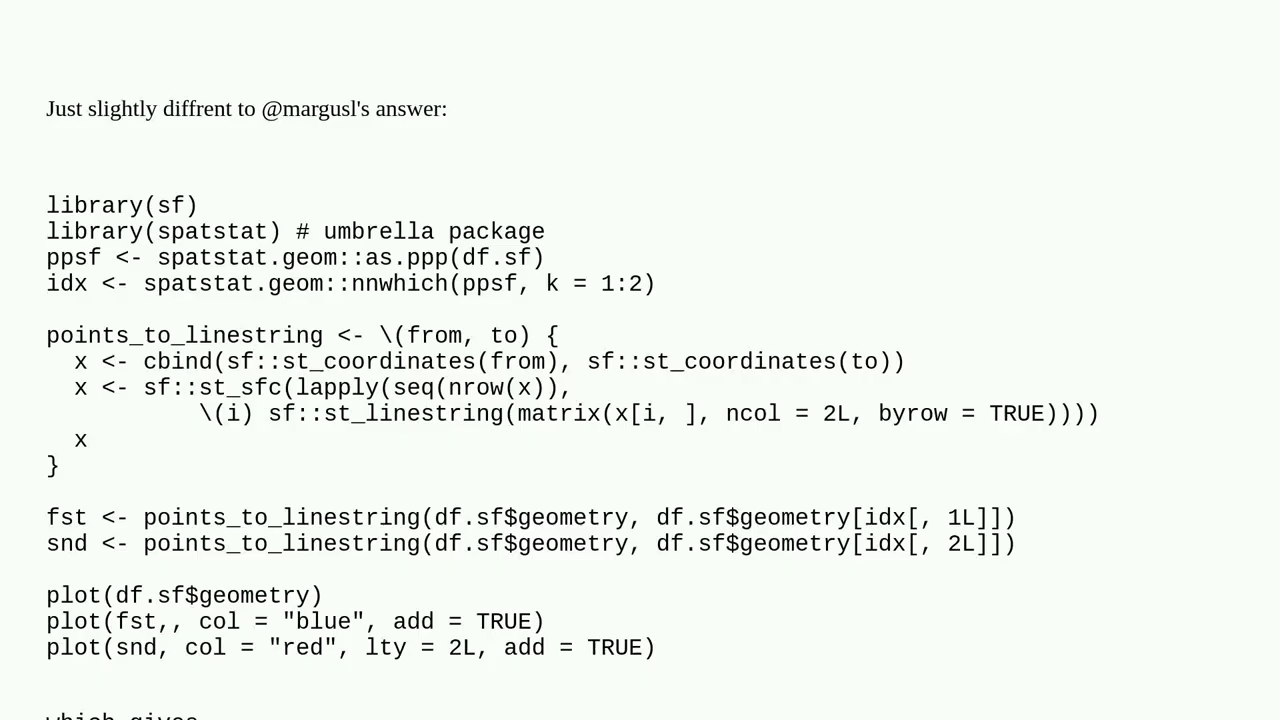 Just slightly diffrent to @margusl's answer:
library(sf)
library(spatstat) # umbrella package
ppsf <- spatstat.geom::as.ppp(df.sf)
idx <- spatstat.geom::nnwhich(ppsf, k = 1:2)
points_to_linestring <- \(from, to) {
  x <- cbind(sf::st_coordinates(from), sf::st_coordinates(to))
  x <- sf::st_sfc(lapply(seq(nrow(x)),
           \(i) sf::st_linestring(matrix(x[i, ], ncol = 2L, byrow = TRUE))))
  x
}
fst <- points_to_linestring(df.sf$geometry, df.sf$geometry[idx[, 1L]])
snd <- points_to_linestring(df.sf$geometry, df.sf$geometry[idx[, 2L]])
plot(df.sf$geometry)
plot(fst,, col = "blue", add = TRUE)
plot(snd, col = "red", lty = 2L, add = TRUE)
which gives